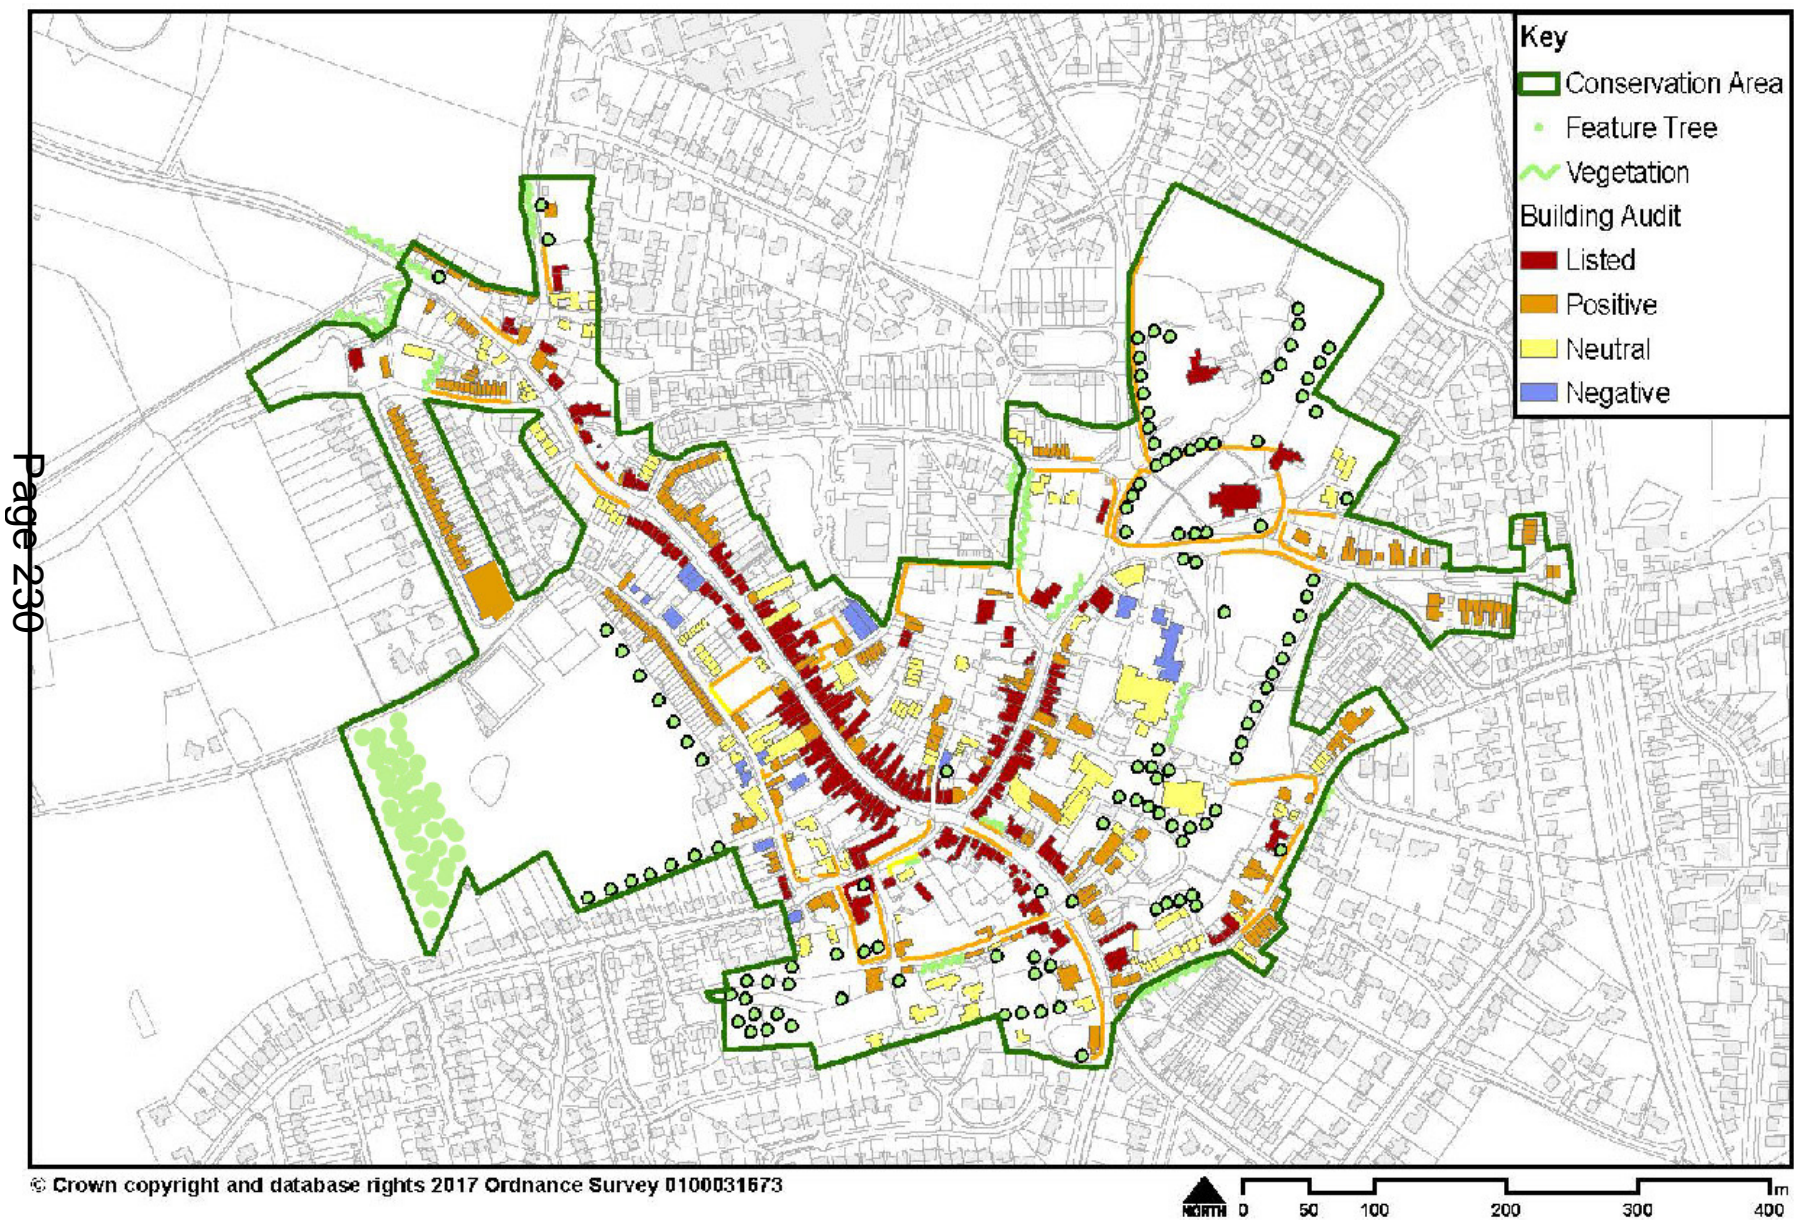 Key
Conservation Area
Feature Tree
Vegetation
Building Audit
Listed
Positive
Neutral
Negative
Page 230
© Crown copyright and database rights 2017 Ordnance Survey 0100031673
NORTH
0 50 100 200 300 400 m